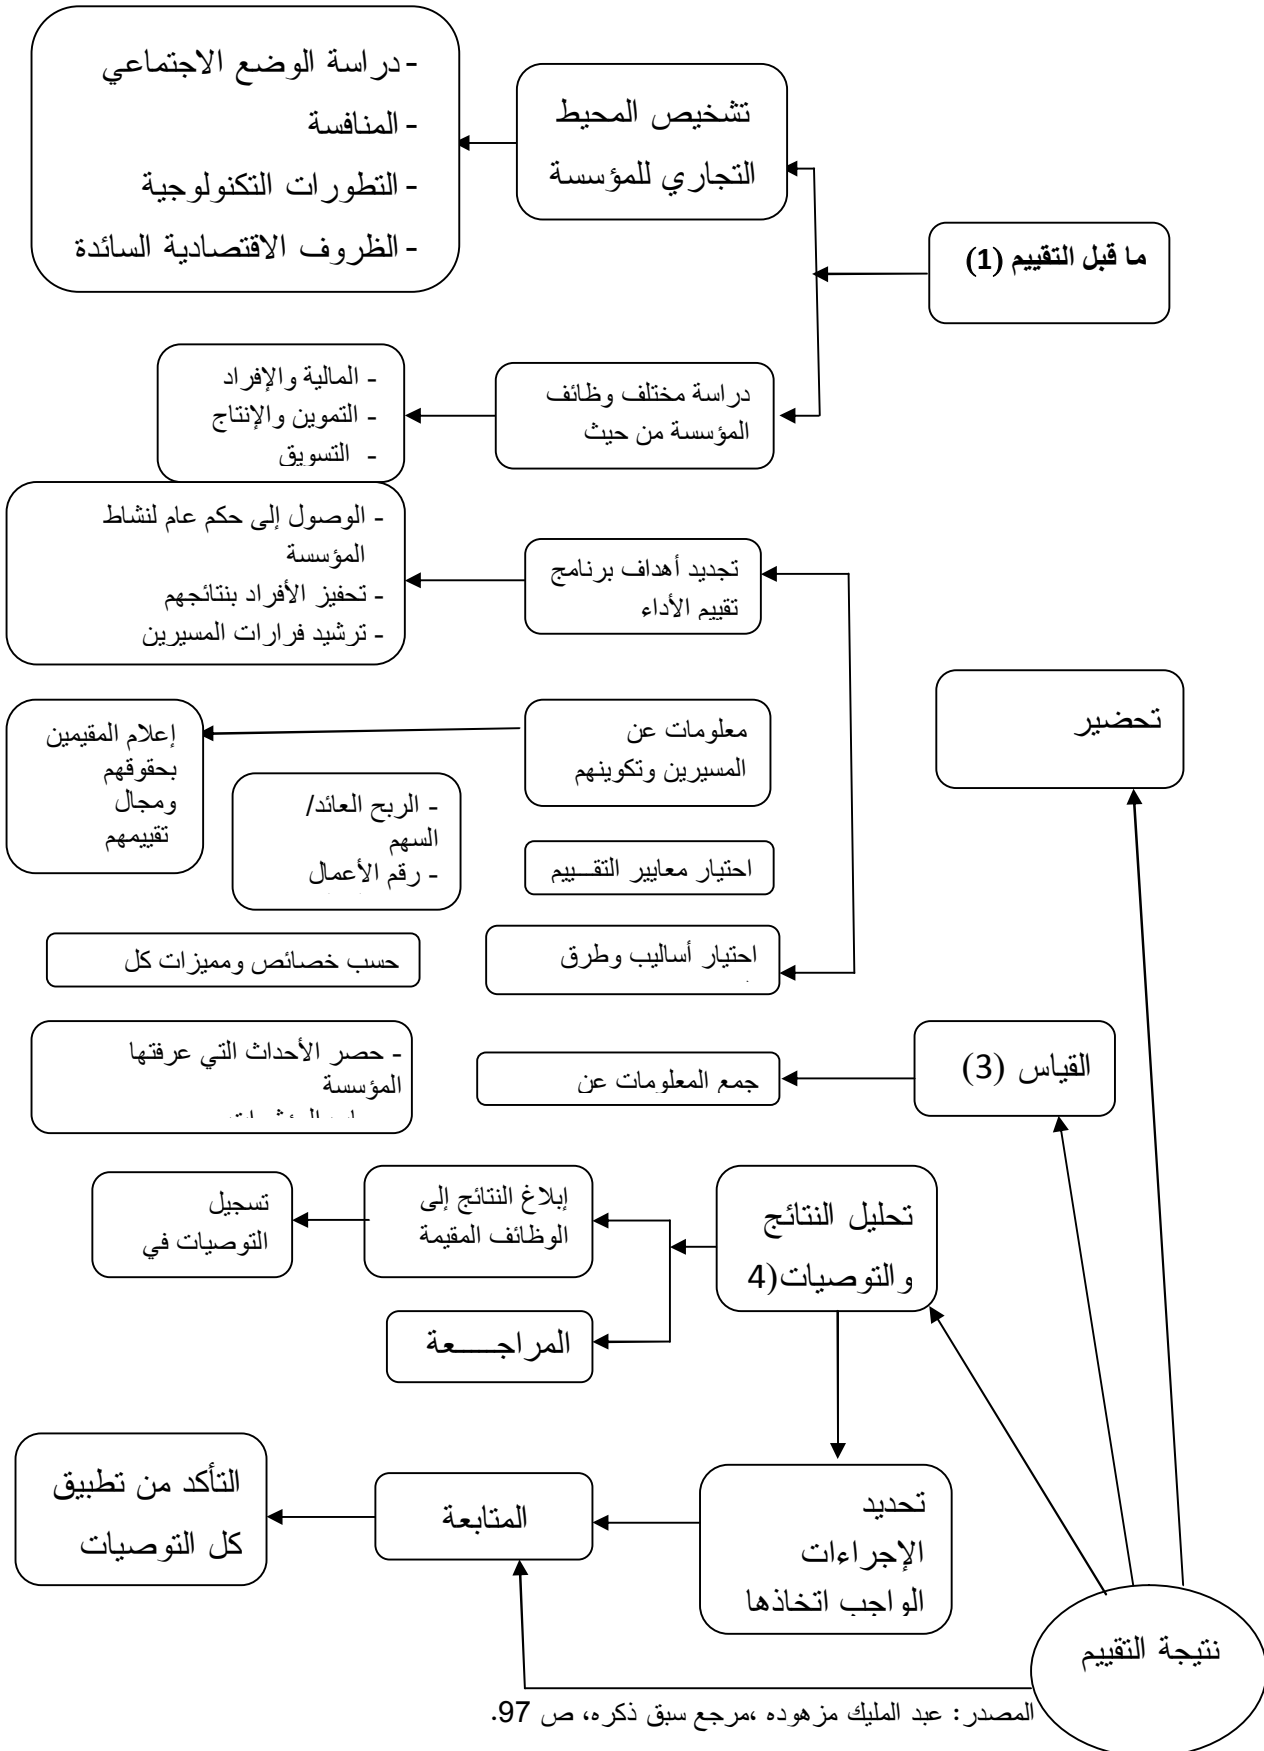 ما قبل التقييم (1)
تشخيص المحيط
التجاري للمؤسسة
- دراسة الوضع الاجتماعي
- المنافسة
- التطورات التكنولوجية
- الظروف الاقتصادية السائدة
دراسة مختلف وظائف
المؤسسة من حيث
- المالية والإفراد
- التموين والإنتاج
- التسويق
تحضير
تجديد أهداف برنامج
تقييم الأداء
- الوصول إلى حكم عام لنشاط
المؤسسة
- تحفيز الأفراد بنتائجهم
- ترشيد فرارات المسيرين
معلومات عن
المسيرين وتكوينهم
إعلام المقيمين
بحقوقهم
ومجال
تقييمهم
احتيار معايير التقـــييم
- الربح العائد/
السهم
- رقم الأعمال
احتيار أساليب وطرق
حسب خصائص ومميزات كل
القياس (3)
جمع المعلومات عن
- حصر الأحداث التي عرفتها
المؤسسة
تحليل النتائج
والتوصيات(4
إبلاغ النتائج إلى
الوظائف المقيمة
تسجيل
التوصيات في
المراجـــــعة
تحديد
الإجراءات
الواجب اتخاذها
المتابعة
التأكد من تطبيق
كل التوصيات
نتيجة التقييم
المصدر: عبد المليك مزهوده ،مرجع سبق ذكره، ص 97.